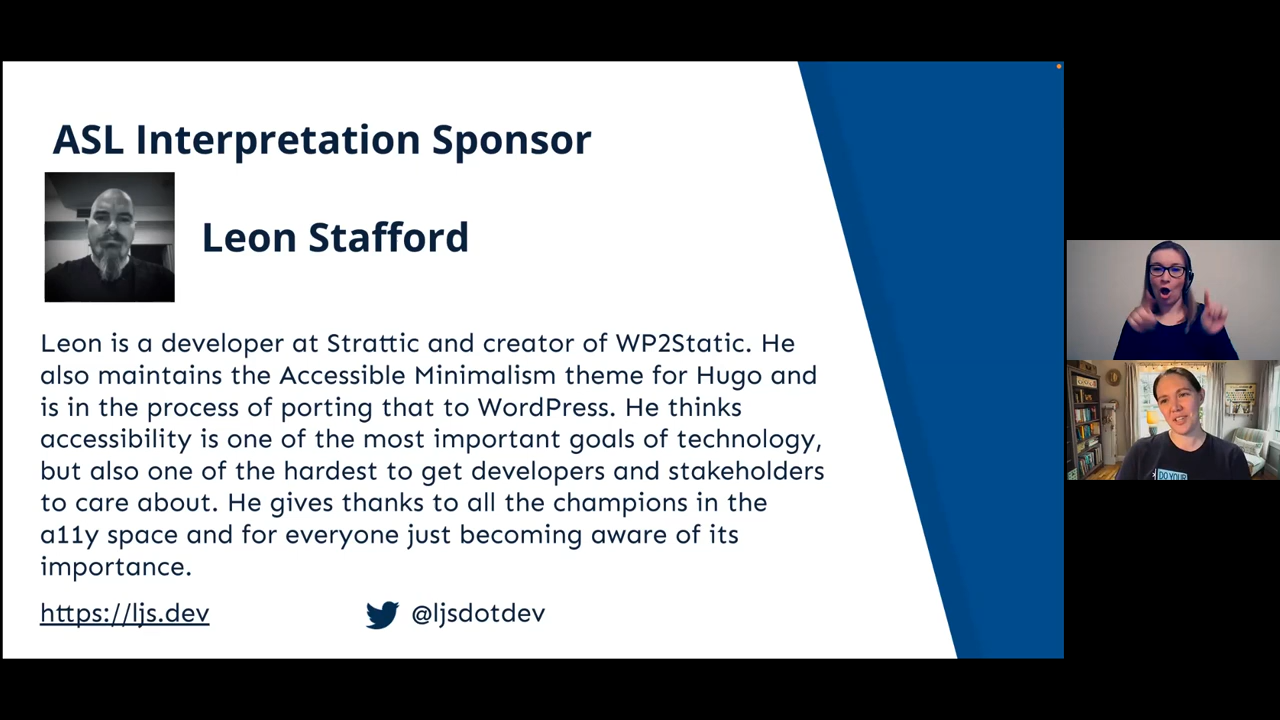 ASL Interpretation Sponsor
Leon Stafford
Leon is a developer at Strattic and creator of WP2Static. He
also maintains the Accessible Minimalism theme for Hugo and
is in the process of porting that to WordPress. He thinks
accessibility is one of the most important goals of technology,
but also one of the hardest to get developers and stakeholders
to care about. He gives thanks to all the champions in the
a11y space and for everyone just becoming aware of its
importance.
https://ljs.dev
@ljsdotdev
DO YOUR